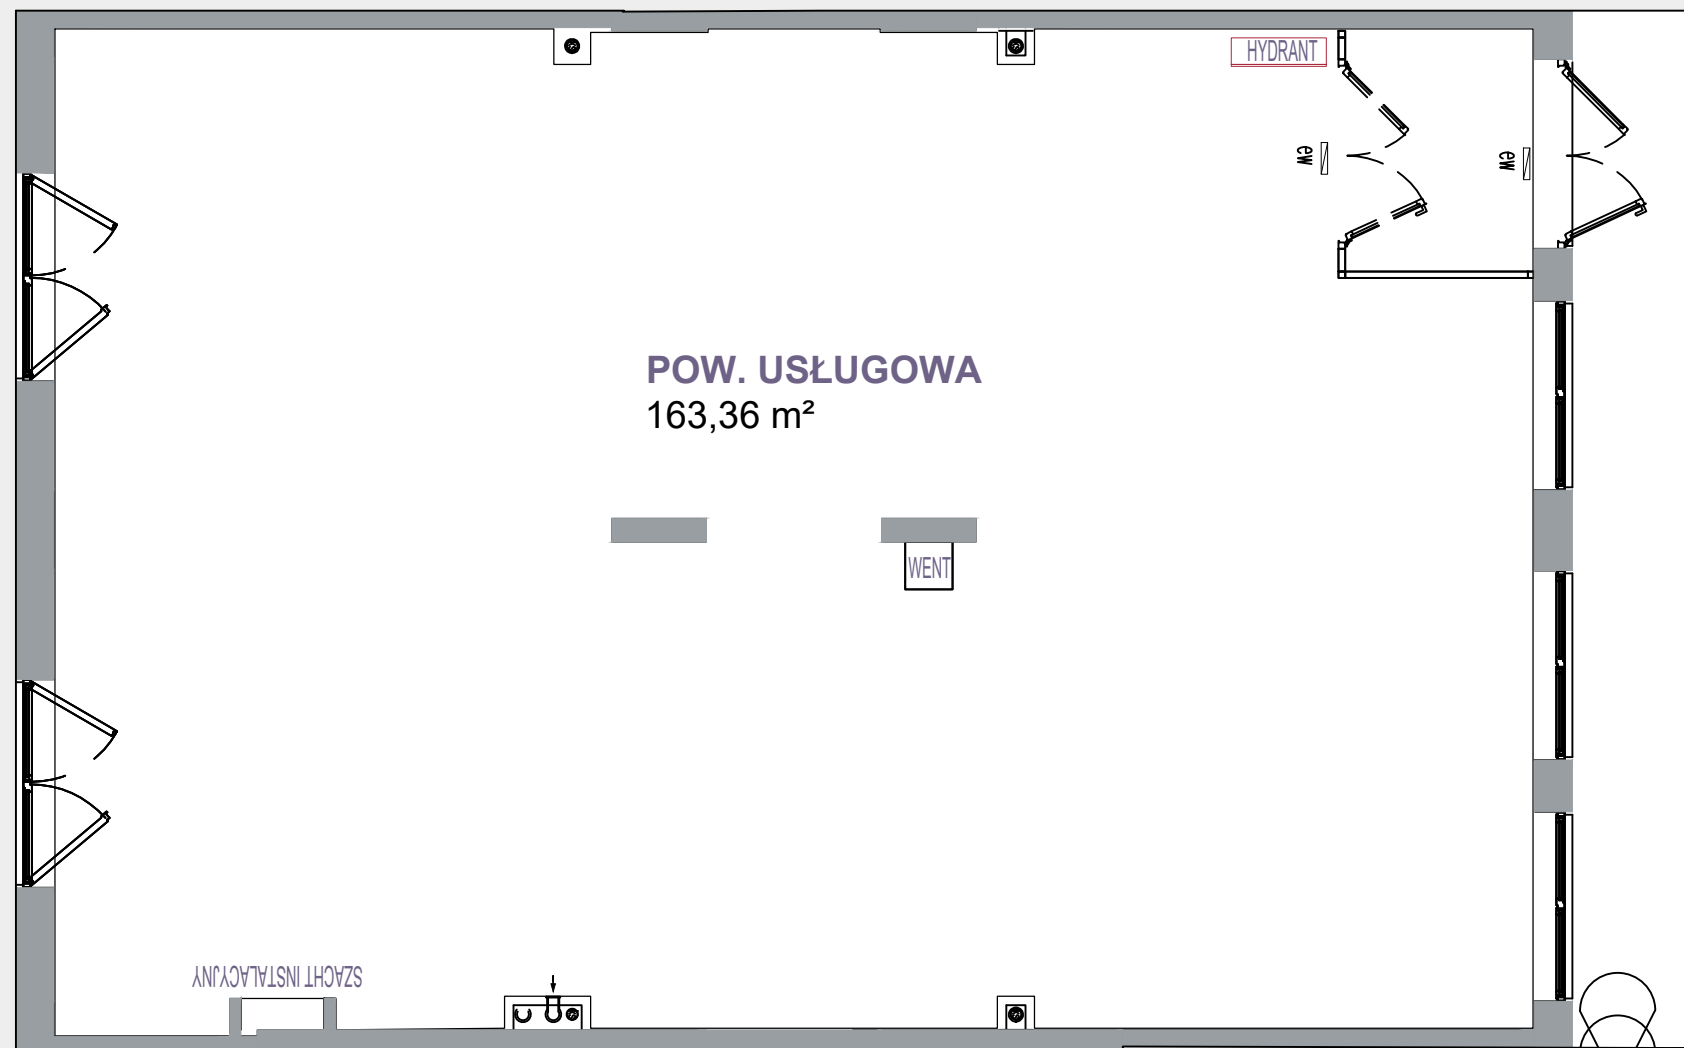 HYDRANT
ew
ew
POW. USŁUGOWA
163,36 m²
WENT
SZACHT INSTALACYJNY